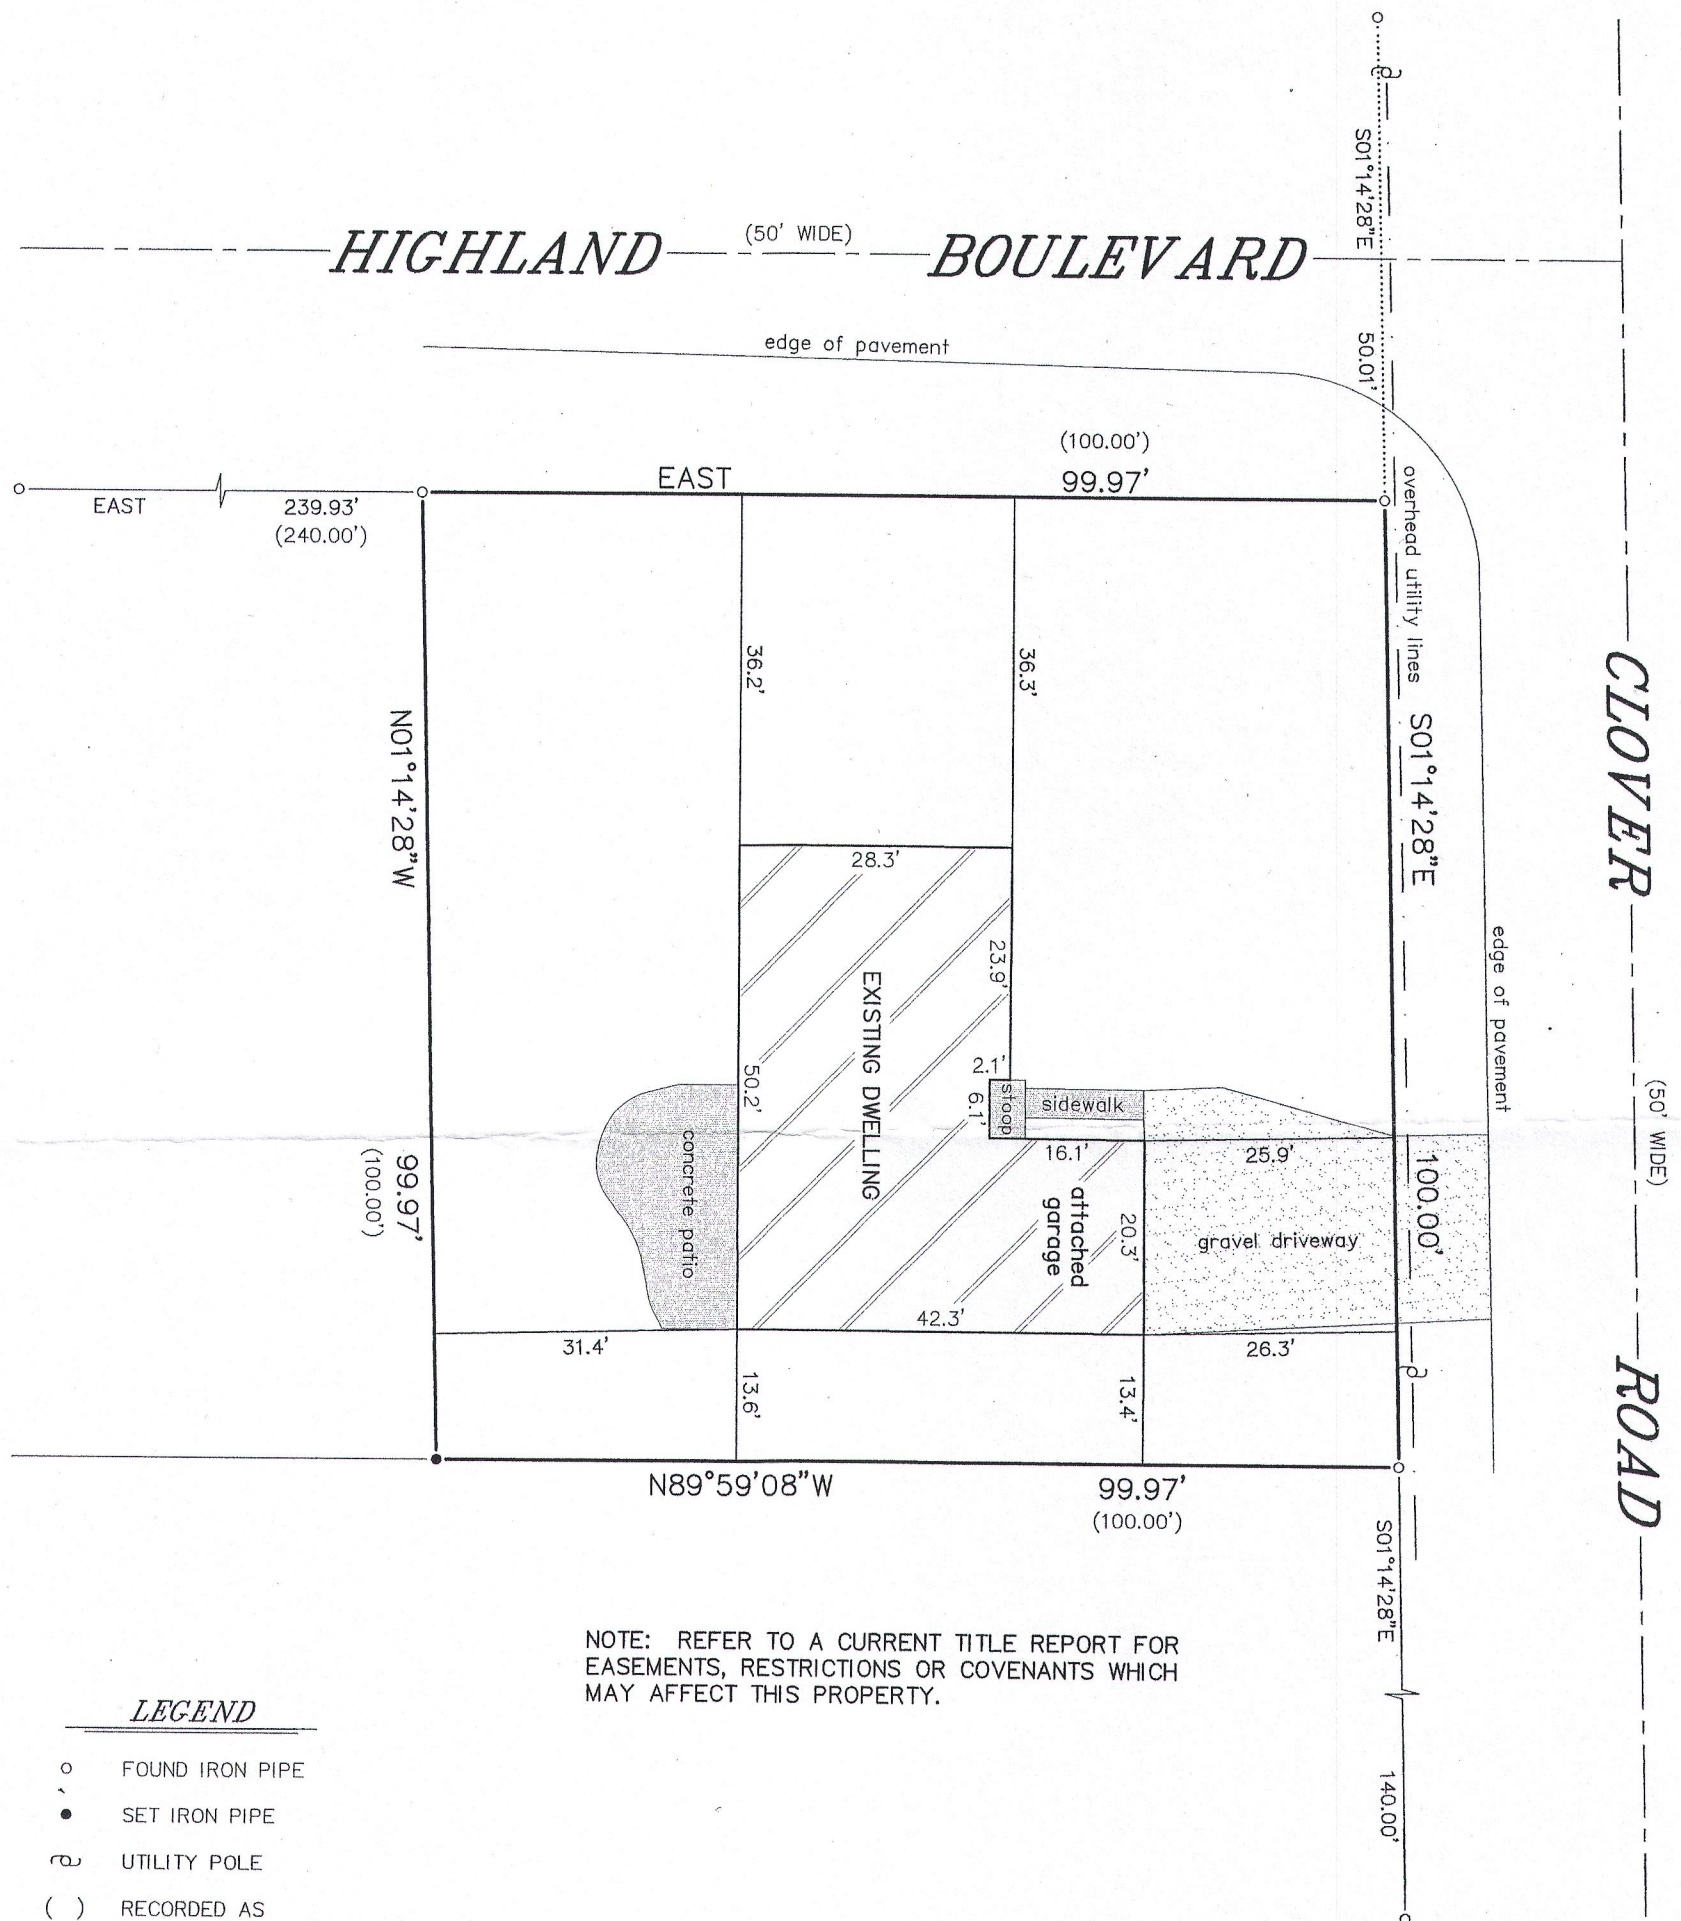 S01°14'28"E
HIGHLAND (50' WIDE) BOULEVARD
edge of pavement
50.01'
(100.00')
EAST 99.97'
EAST 239.93'
(240.00')
overhead utility lines
36.2'
36.3'
N01°14'28"W
S01°14'28"E
CLOVER (50' WIDE) ROAD
28.3'
23.9'
edge of pavement
EXISTING DWELLING
50.2'
2.1'
6.1'
stoop
sidewalk
16.1'
25.9'
99.97'
(100.00')
concrete patio
attached
garage
20.3'
gravel driveway
100.00'
42.3'
31.4'
26.3'
13.6'
13.4'
N89°59'08"W 99.97'
(100.00')
S01°14'28"E
140.00'
NOTE: REFER TO A CURRENT TITLE REPORT FOR
EASEMENTS, RESTRICTIONS OR COVENANTS WHICH
MAY AFFECT THIS PROPERTY.
LEGEND
FOUND IRON PIPE
SET IRON PIPE
UTILITY POLE
( ) RECORDED AS